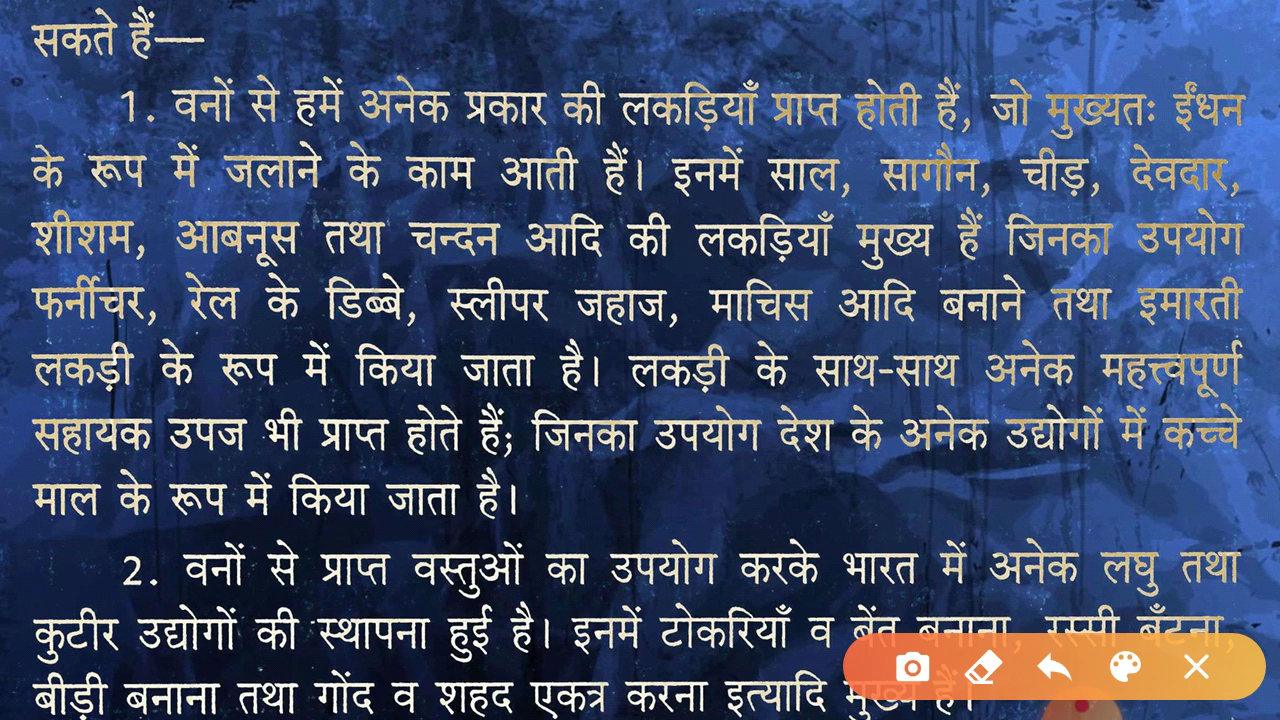 सकते हैं—
1. वनों से हमें अनेक प्रकार की लकड़ियाँ प्राप्त होती हैं, जो मुख्यतः ईंधन
के रूप में जलाने के काम आती हैं। इनमें साल, सागौन, चीड़, देवदार,
शीशम, आबनूस तथा चन्दन आदि की लकड़ियाँ मुख्य हैं जिनका उपयोग
फर्नीचर, रेल के डिब्बे, स्लीपर जहाज, माचिस आदि बनाने तथा इमारती
लकड़ी के रूप में किया जाता है। लकड़ी के साथ-साथ अनेक महत्त्वपूर्ण
सहायक उपज भी प्राप्त होते हैं; जिनका उपयोग देश के अनेक उद्योगों में कच्चे
माल के रूप में किया जाता है।
2. वनों से प्राप्त वस्तुओं का उपयोग करके भारत में अनेक लघु तथा
कुटीर उद्योगों की स्थापना हुई है। इनमें टोकरियाँ व बेंत बनाना, रस्सी बँटना,
बीड़ी बनाना तथा गोंद व शहद एकत्र करना इत्यादि मुख्य हैं।